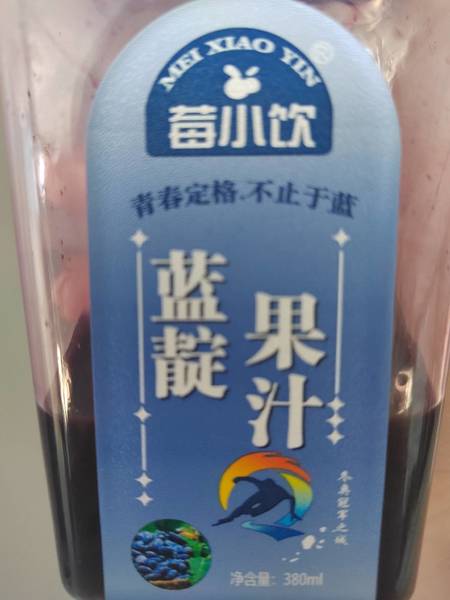 MEI XIAO YIN
莓小饮
青春定格.不止于蓝
蓝靛
果汁
冬奥冠军之城
净含量：380ml